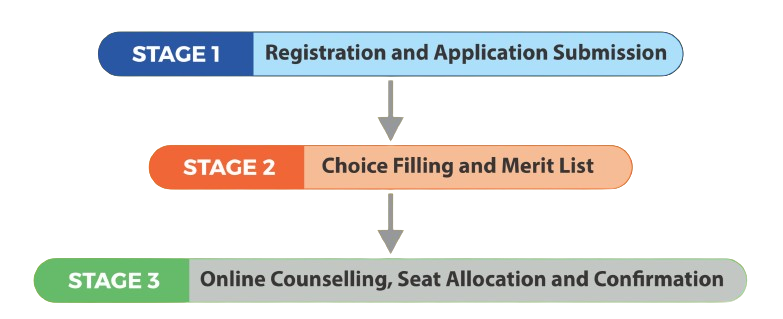 STAGE 1 Registration and Application Submission
STAGE 2 Choice Filling and Merit List
STAGE 3 Online Counselling, Seat Allocation and Confirmation